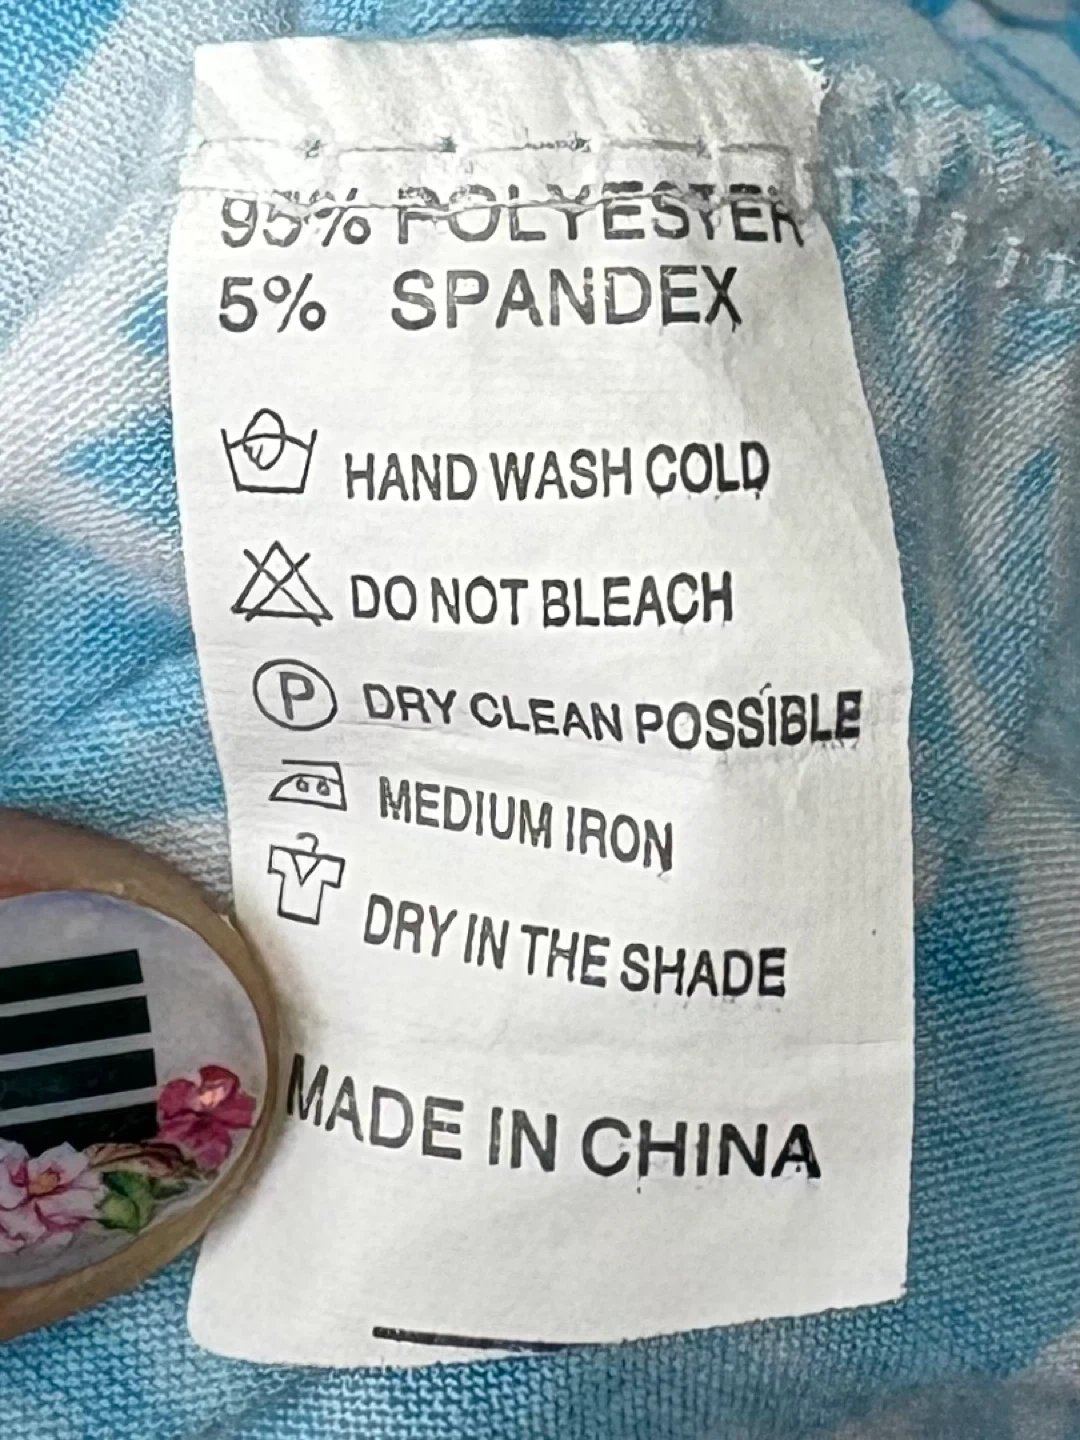 95% POLYESTER
5% SPANDEX
HAND WASH COLD
DO NOT BLEACH
P DRY CLEAN POSSIBLE
MEDIUM IRON
DRY IN THE SHADE
MADE IN CHINA